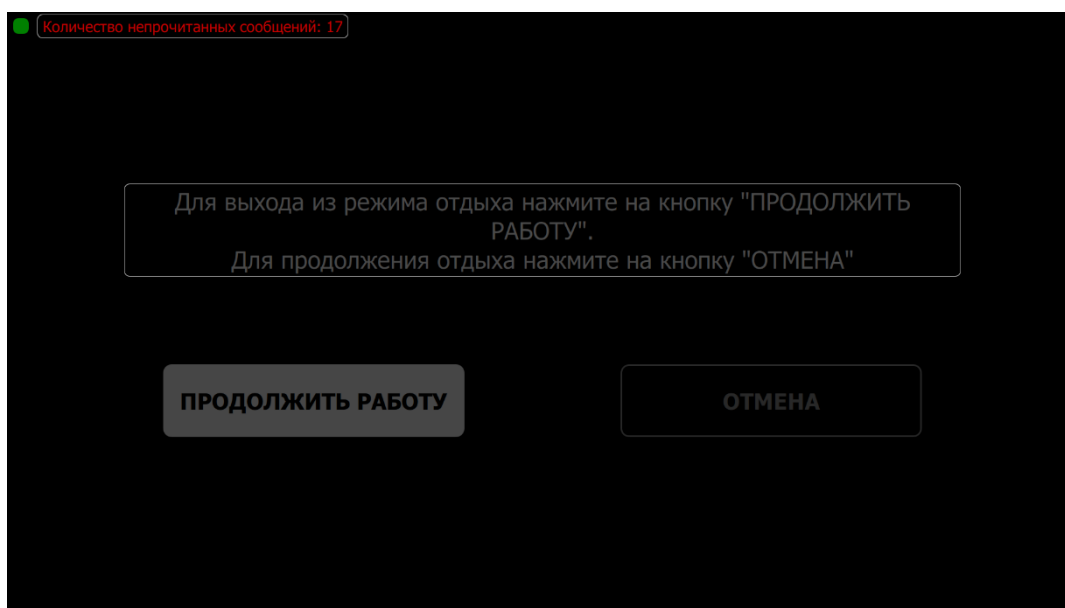 Количество непрочитанных сообщений: 17
Для выхода из режима отдыха нажмите на кнопку "ПРОДОЛЖИТЬ
РАБОТУ".
Для продолжения отдыха нажмите на кнопку "ОТМЕНА"
ПРОДОЛЖИТЬ РАБОТУ
ОТМЕНА